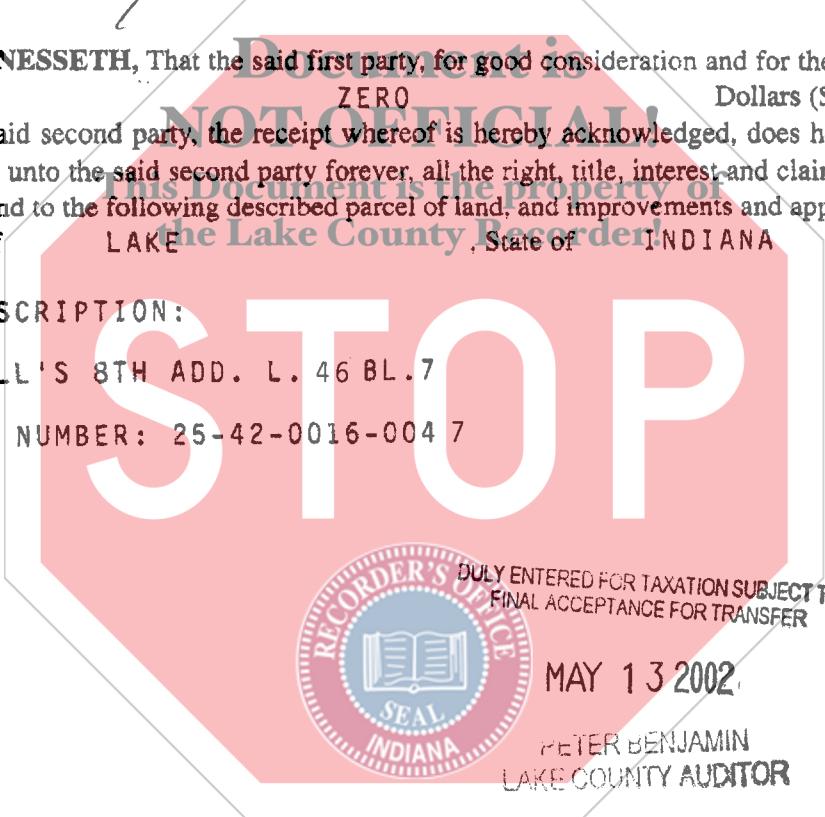 NESSETH, That the said first party, for good consideration and for the
Document is
ZERO Dollars ($
NOT OFFICIAL!
aid second party, the receipt whereof is hereby acknowledged, does h
unto the said second party forever, all the right, title, interest and clai
This Document is the property of
nd to the following described parcel of land, and improvements and app
the Lake County Recorder!
f LAKE , State of INDIANA
SCRIPTION:
LL'S 8TH ADD. L. 46 BL.7
NUMBER: 25-42-0016-004 7
STOP
RECORDER'S OFFICE
SEAL
INDIANA
DULY ENTERED FOR TAXATION SUBJECT T
FINAL ACCEPTANCE FOR TRANSFER
MAY 13 2002
PETER BENJAMIN
LAKE COUNTY AUDITOR